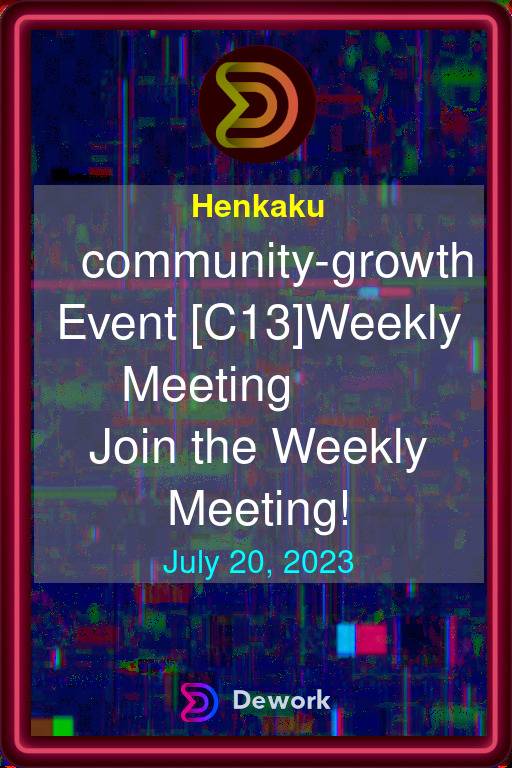 Henkaku
community-growth
Event [C13]Weekly
Meeting
Join the Weekly
Meeting!
July 20, 2023
Dework